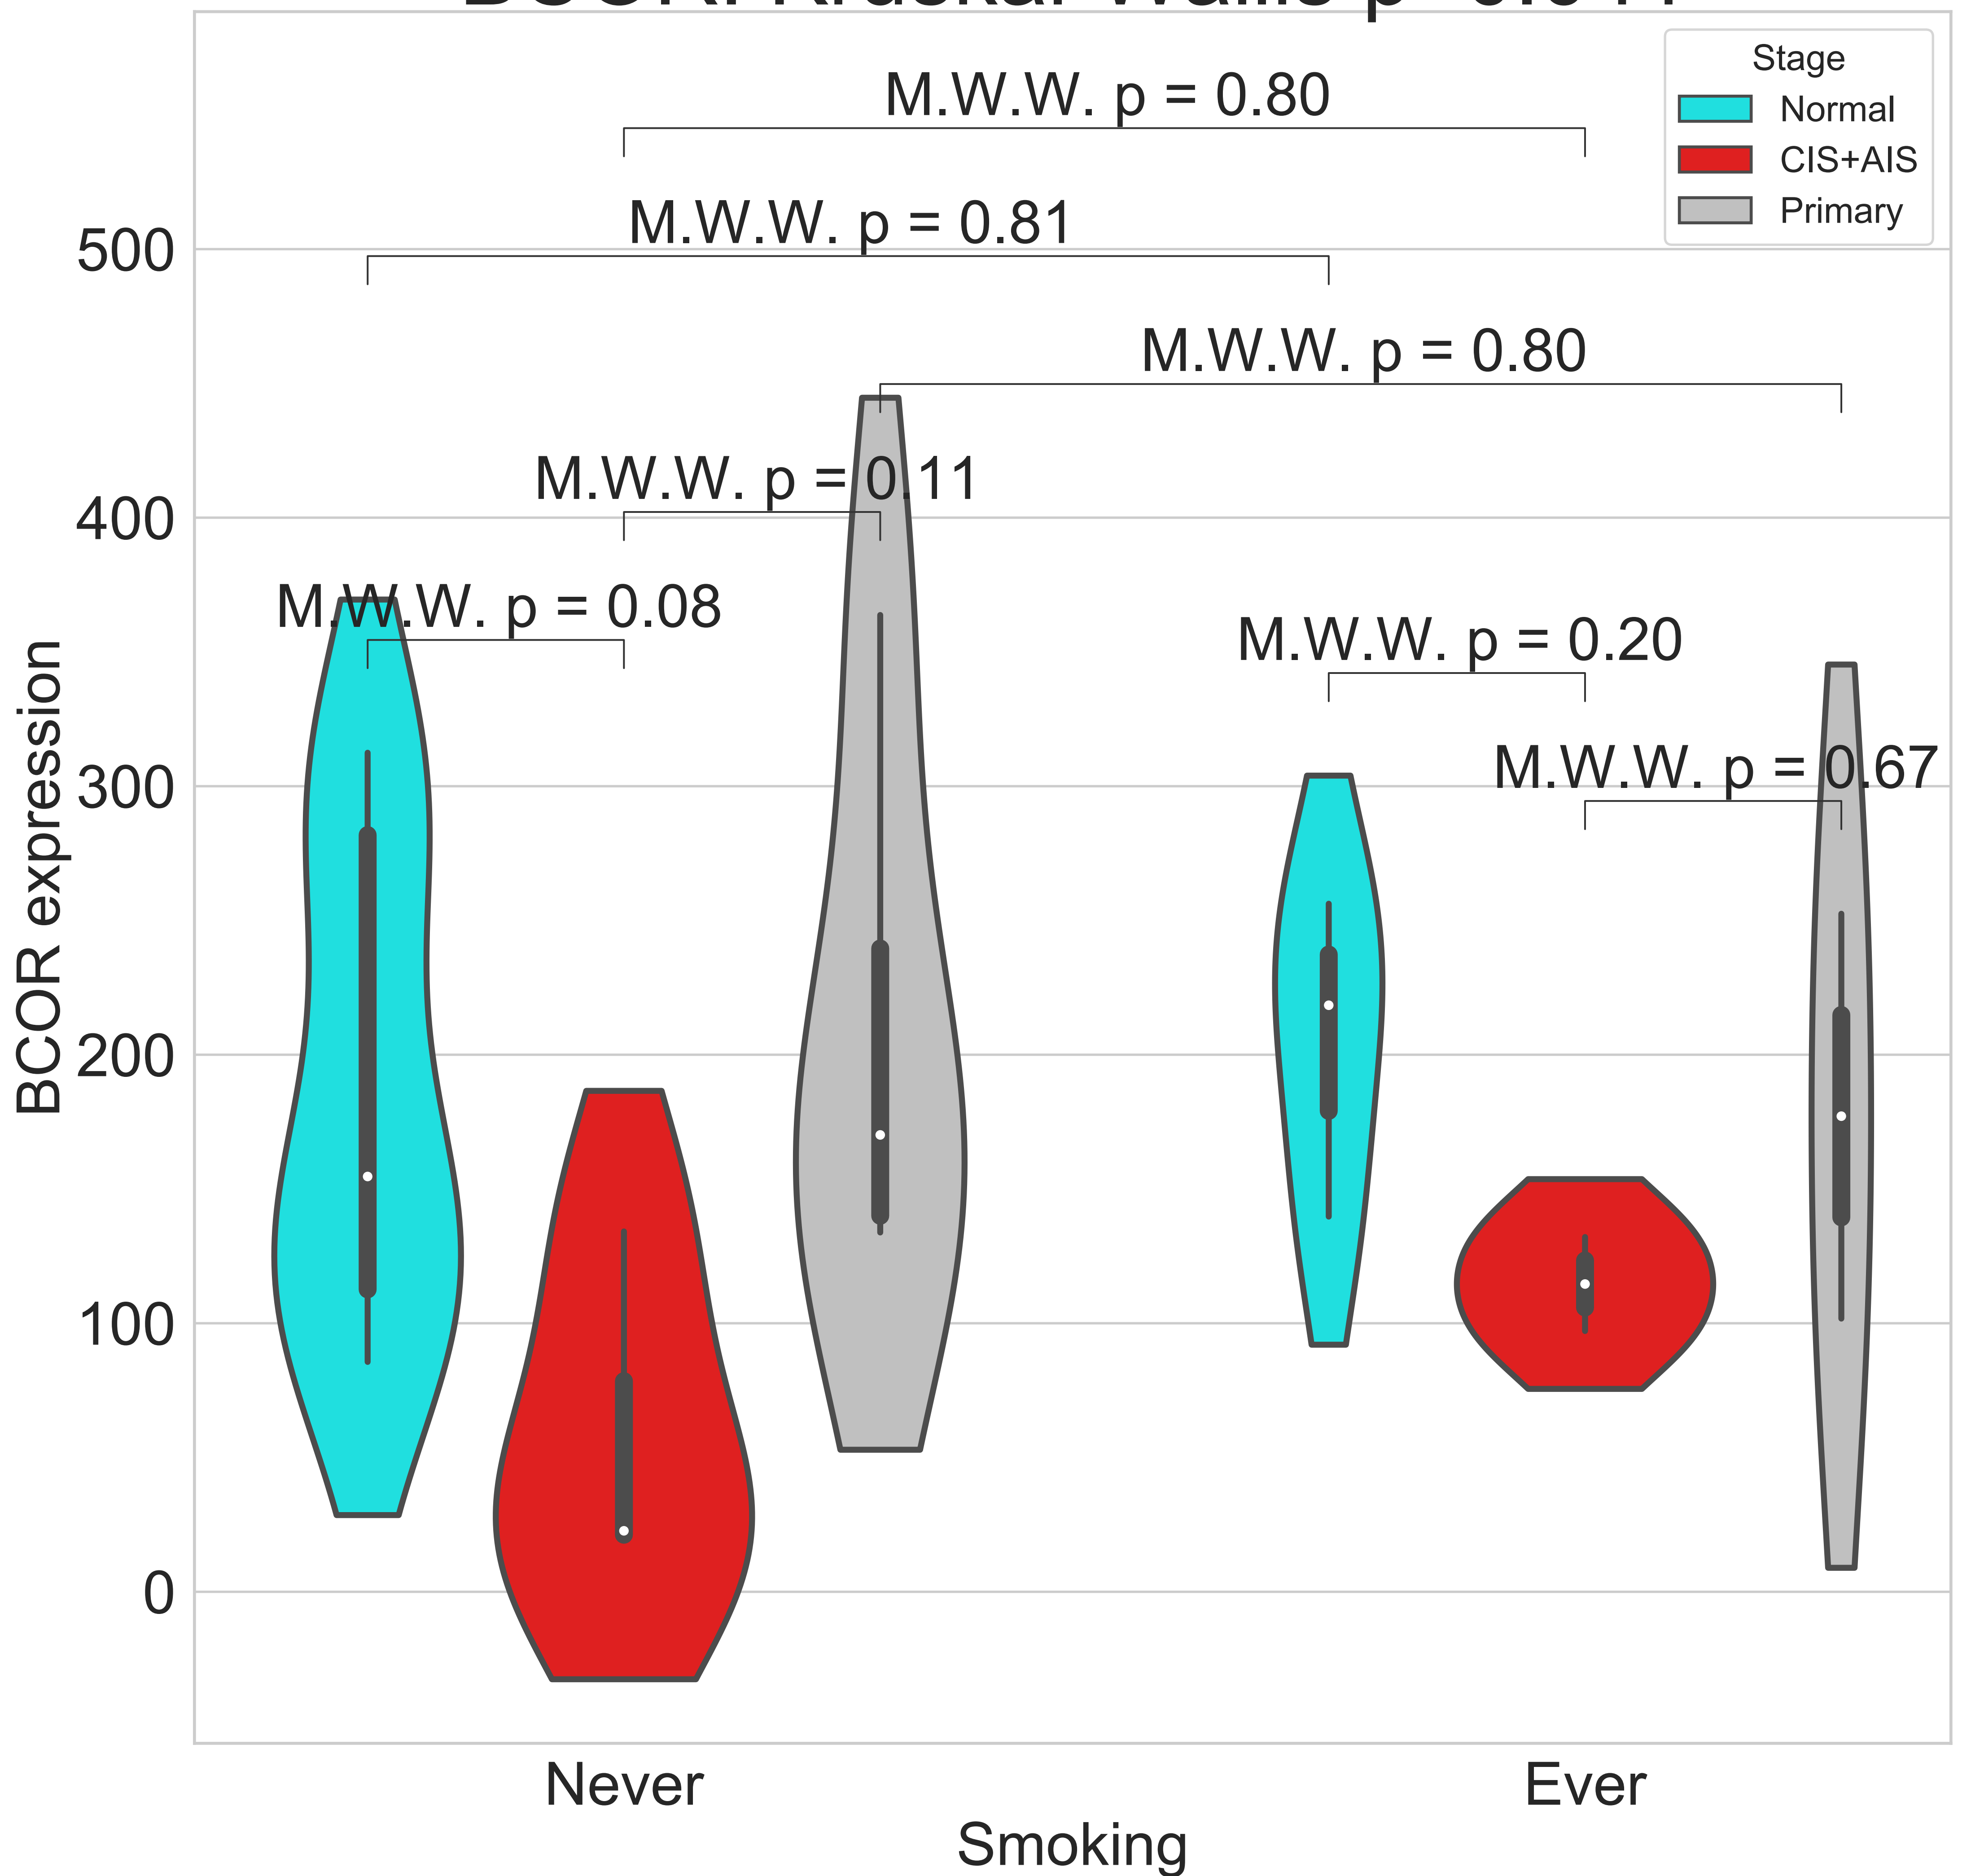 Stage
Normal
CIS+AIS
Primary
M.W.W. p = 0.80
M.W.W. p = 0.81
M.W.W. p = 0.80
M.W.W. p = 0.11
M.W.W. p = 0.08
M.W.W. p = 0.20
M.W.W. p = 0.67
BCOR expression
500
400
300
200
100
0
Never
Ever
Smoking